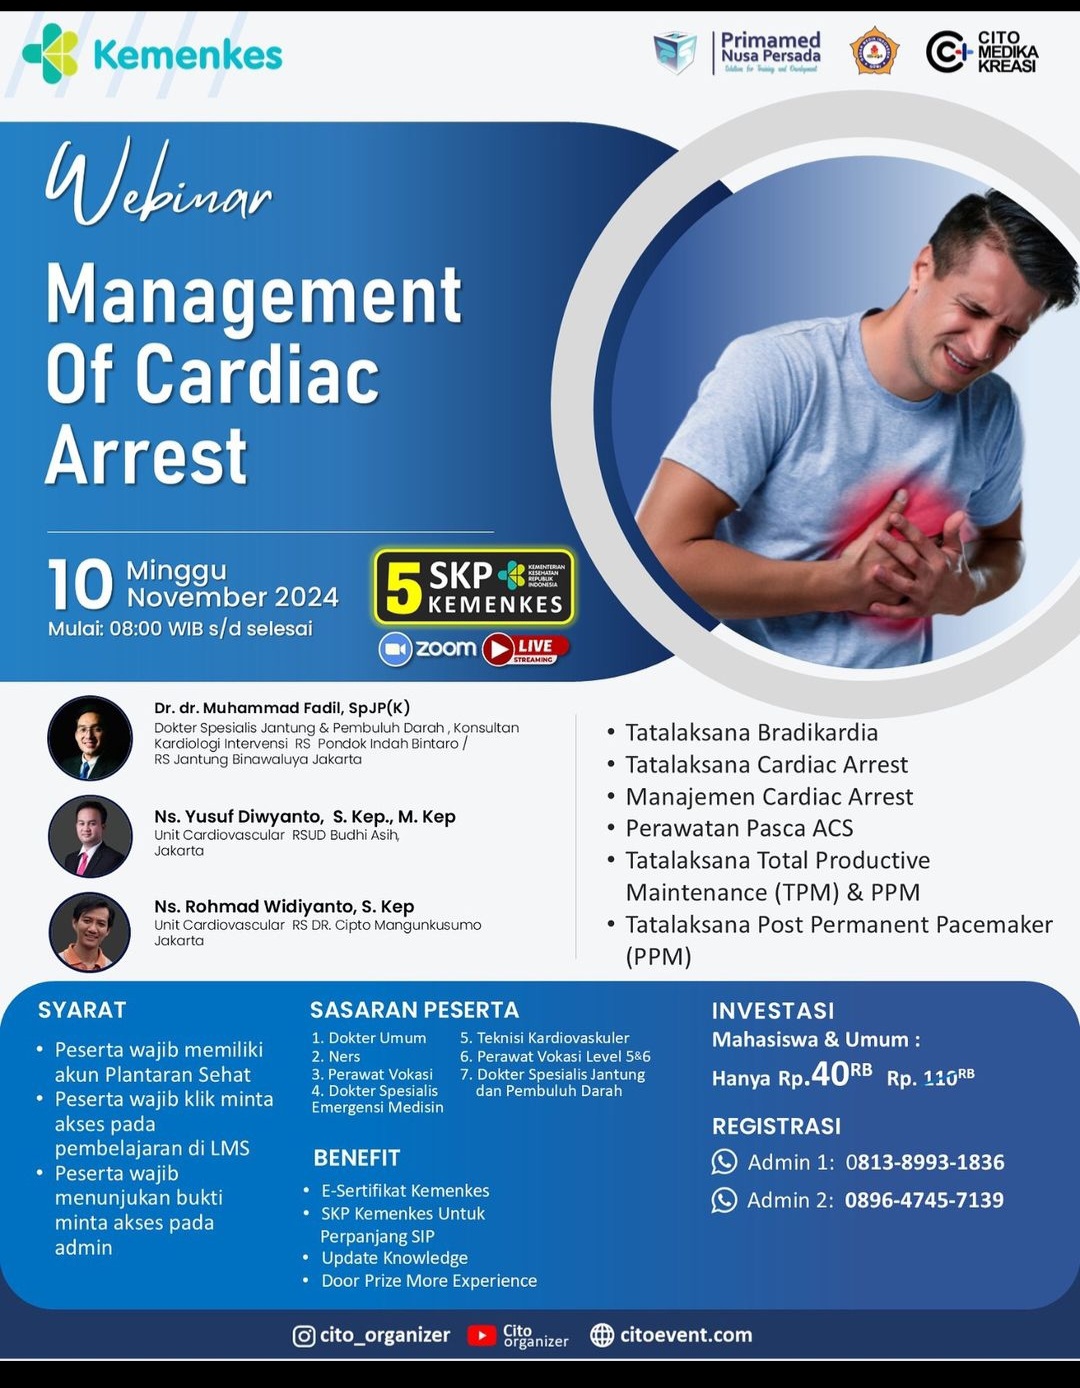 Kemenkes
Primamed
Nusa Persada
Solution for Training and Development
CITO
MEDIKA
KREASI
Webinar
Management
Of Cardiac
Arrest
10 Minggu
November 2024
Mulai: 08:00 WIB s/d selesai
5 SKP
KEMENTERIAN
KESEHATAN
REPUBLIK
INDONESIA
KEMENKES
zoom
LIVE
STREAMING
Dr. dr. Muhammad Fadil, SpJP(K)
Dokter Spesialis Jantung & Pembuluh Darah , Konsultan
Kardiologi Intervensi RS Pondok Indah Bintaro /
RS Jantung Binawaluya Jakarta
Ns. Yusuf Diwyanto, S. Kep., M. Kep
Unit Cardiovascular RSUD Budhi Asih,
Jakarta
Ns. Rohmad Widiyanto, S. Kep
Unit Cardiovascular RS DR. Cipto Mangunkusumo
Jakarta
• Tatalaksana Bradikardia
• Tatalaksana Cardiac Arrest
• Manajemen Cardiac Arrest
• Perawatan Pasca ACS
• Tatalaksana Total Productive
Maintenance (TPM) & PPM
• Tatalaksana Post Permanent Pacemaker
(PPM)
SYARAT
• Peserta wajib memiliki
akun Plantaran Sehat
• Peserta wajib klik minta
akses pada
pembelajaran di LMS
• Peserta wajib
menunjukan bukti
minta akses pada
admin
SASARAN PESERTA
1. Dokter Umum
2. Ners
3. Perawat Vokasi
4. Dokter Spesialis
Emergensi Medisin
5. Teknisi Kardiovaskuler
6. Perawat Vokasi Level 5&6
7. Dokter Spesialis Jantung
dan Pembuluh Darah
BENEFIT
• E-Sertifikat Kemenkes
• SKP Kemenkes Untuk
Perpanjang SIP
• Update Knowledge
• Door Prize More Experience
INVESTASI
Mahasiswa & Umum :
Hanya Rp.40RB Rp. 110RB
REGISTRASI
Admin 1: 0813-8993-1836
Admin 2: 0896-4745-7139
cito_organizer
Cito
organizer
citoevent.com